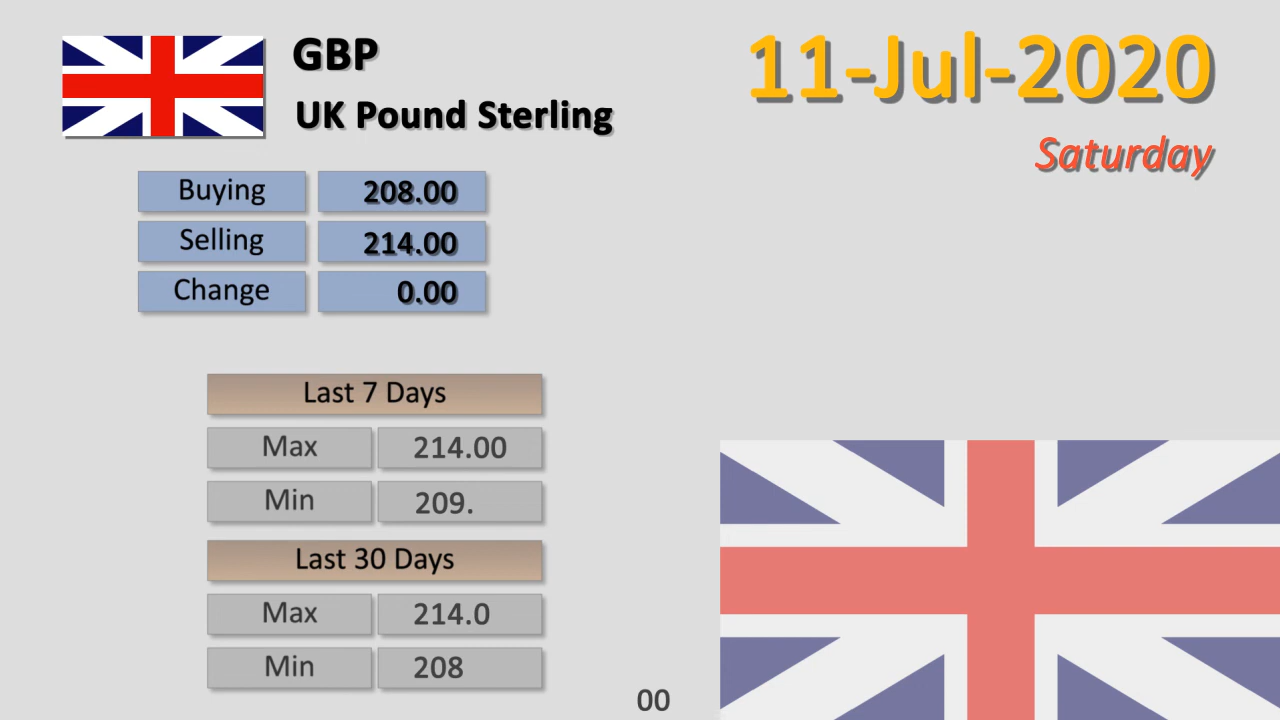 GBP
UK Pound Sterling
11-Jul-2020
Saturday
Buying 208.00
Selling 214.00
Change 0.00
Last 7 Days
Max 214.00
Min 209.
Last 30 Days
Max 214.0
Min 208
00